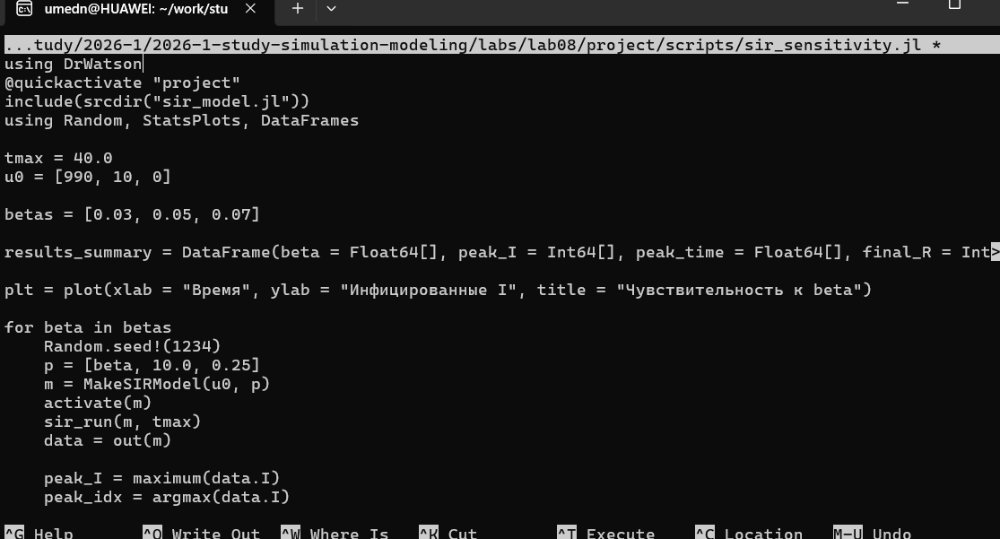 umedn@HUAWEI: ~/work/stu
...tudy/2026-1/2026-1-study-simulation-modeling/labs/lab08/project/scripts/sir_sensitivity.jl *
using DrWatson
@quickactivate "project"
include(srcdir("sir_model.jl"))
using Random, StatsPlots, DataFrames
tmax = 40.0
u0 = [990, 10, 0]
betas = [0.03, 0.05, 0.07]
results_summary = DataFrame(beta = Float64[], peak_I = Int64[], peak_time = Float64[], final_R = Int>
plt = plot(xlab = "Время", ylab = "Инфицированные I", title = "Чувствительность к beta")
for beta in betas
    Random.seed!(1234)
    p = [beta, 10.0, 0.25]
    m = MakeSIRModel(u0, p)
    activate(m)
    sir_run(m, tmax)
    data = out(m)
    peak_I = maximum(data.I)
    peak_idx = argmax(data.I)
^G Help ^O Write Out ^W Where Is ^K Cut ^T Execute ^C Location M-U Undo